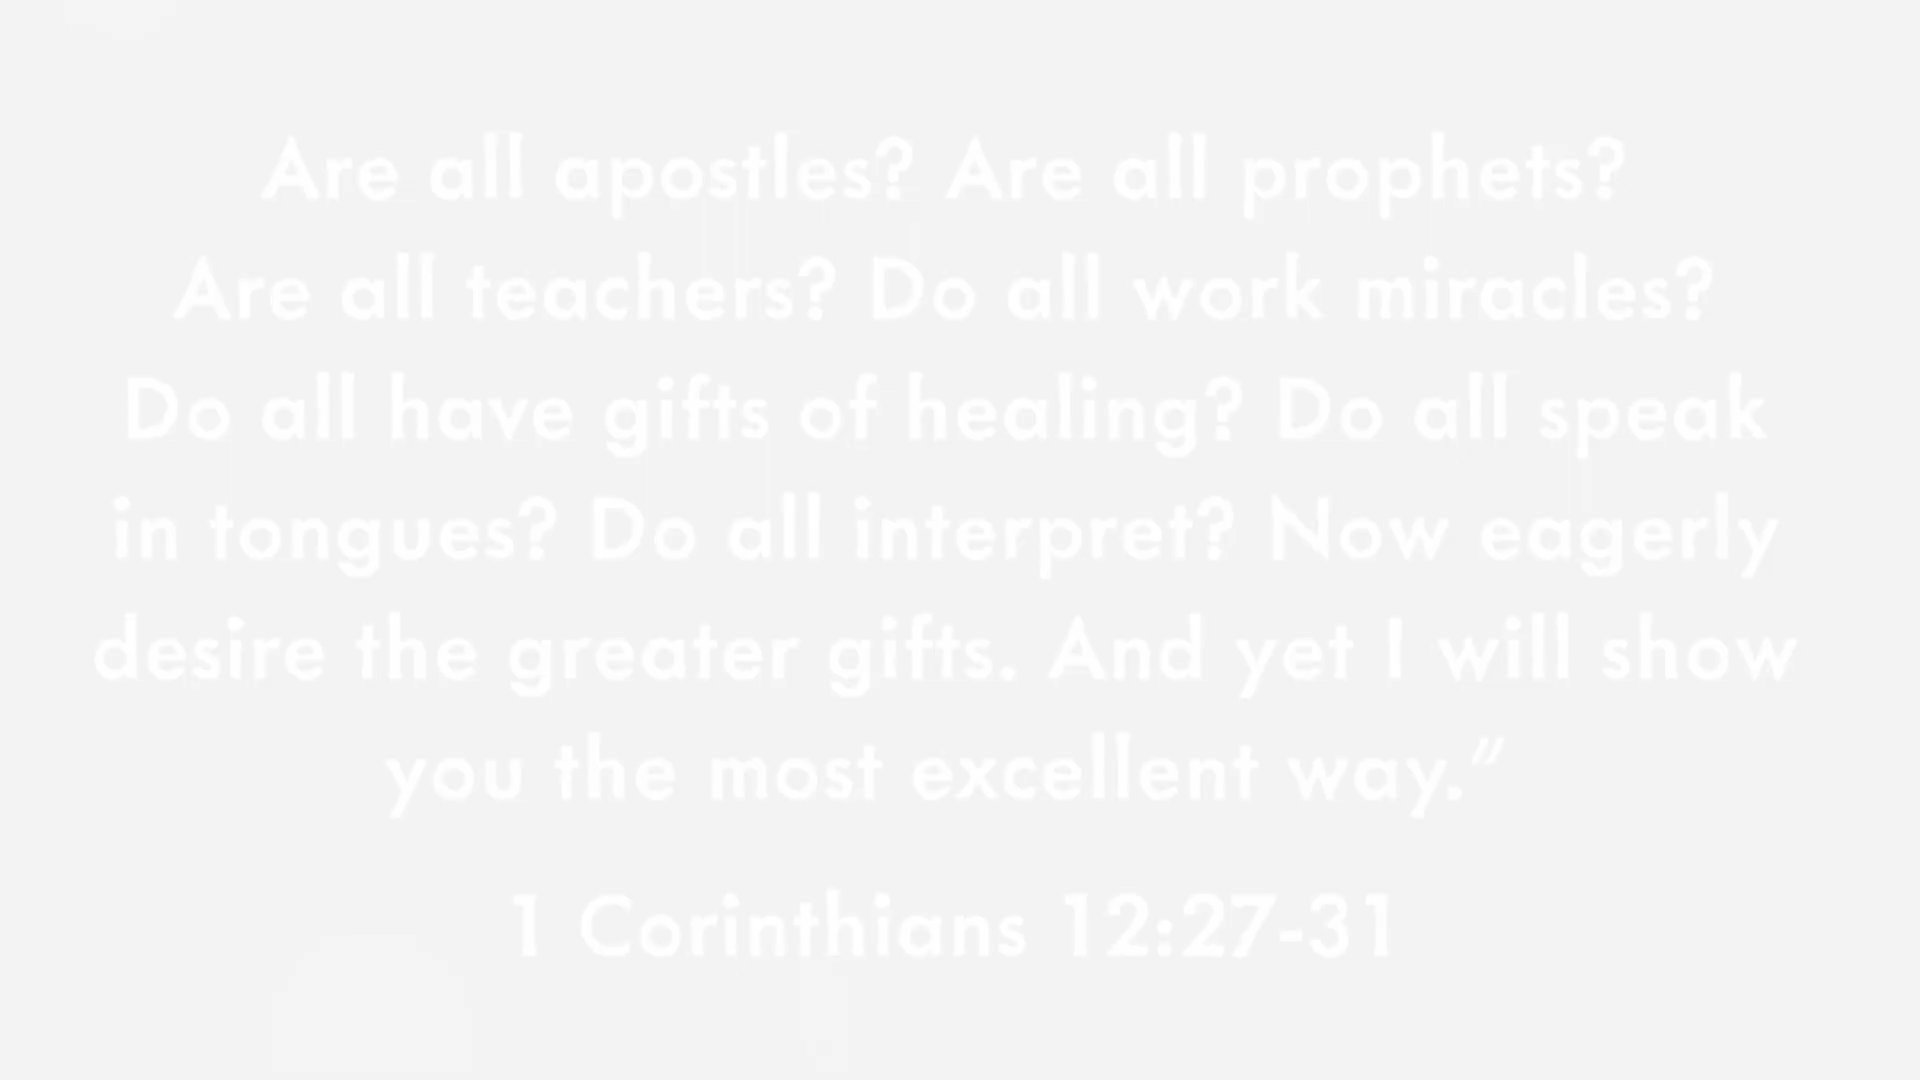 Are all apostles? Are all prophets?
Are all teachers? Do all work miracles?
Do all have gifts of healing? Do all speak
in tongues? Do all interpret? Now eagerly
desire the greater gifts. And yet I will show
you the most excellent way.”
1 Corinthians 12:27-31